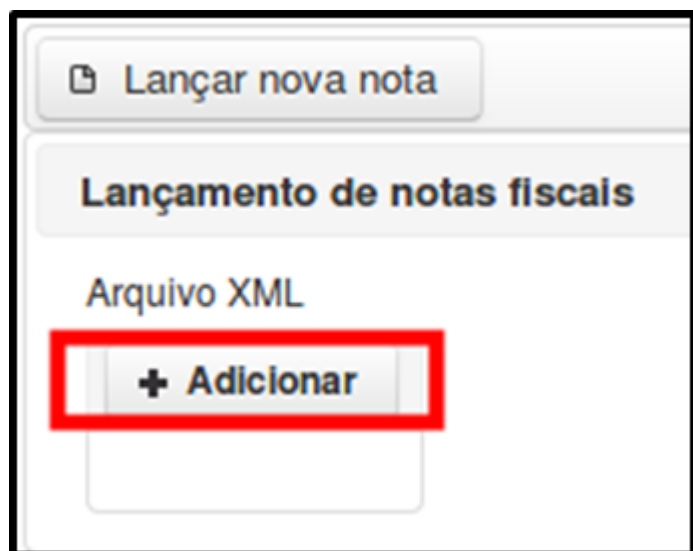 Lançar nova nota
Lançamento de notas fiscais
Arquivo XML
+ Adicionar